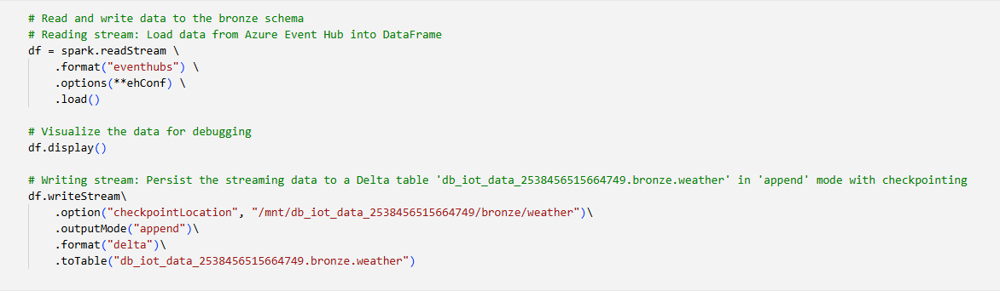 # Read and write data to the bronze schema
# Reading stream: Load data from Azure Event Hub into DataFrame
df = spark.readStream \
    .format("eventhubs") \
    .options(**ehConf) \
    .load()

# Visualize the data for debugging
df.display()

# Writing stream: Persist the streaming data to a Delta table 'db_iot_data_2538456515664749.bronze.weather' in 'append' mode with checkpointing
df.writeStream\
    .option("checkpointLocation", "/mnt/db_iot_data_2538456515664749/bronze/weather")\
    .outputMode("append")\
    .format("delta")\
    .toTable("db_iot_data_2538456515664749.bronze.weather")